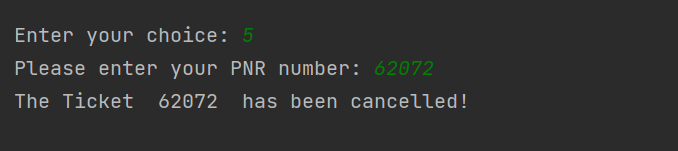 Enter your choice: 5
Please enter your PNR number: 62072
The Ticket  62072  has been cancelled!